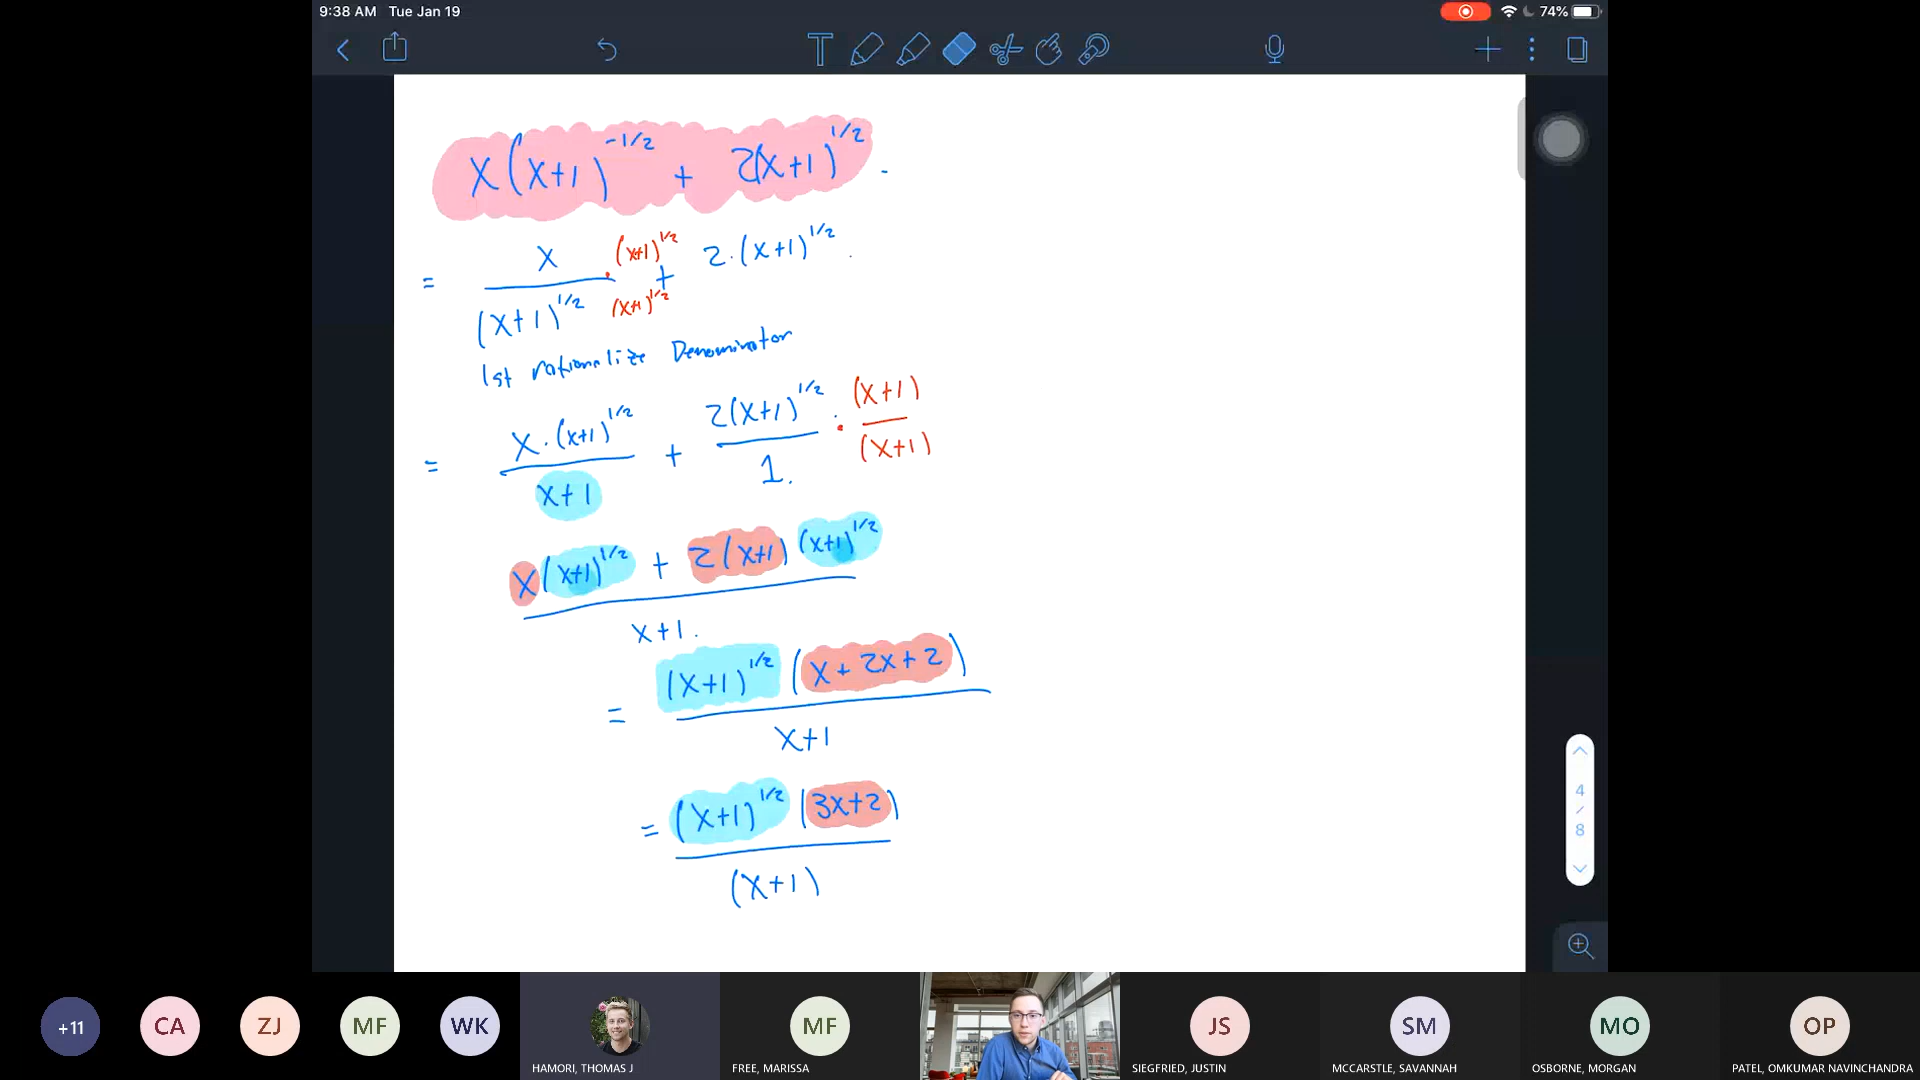 9:38 AM Tue Jan 19
74%
x(x+1)^{-1/2} + 2(x+1)^{1/2} .
= x/(x+1)^{1/2} · (x+1)^{1/2}/(x+1)^{1/2} + 2·(x+1)^{1/2} .
1st rationalize Denominator
= x·(x+1)^{1/2}/x+1 + 2(x+1)^{1/2}/1. · (x+1)/(x+1)
x(x+1)^{1/2} + 2(x+1)(x+1)^{1/2}
x+1.
= (x+1)^{1/2} (x+2x+2)
x+1
= (x+1)^{1/2} (3x+2)
(x+1)
4
/
8
+11
CA
ZJ
MF
WK
HAMORI, THOMAS J
MF
FREE, MARISSA
JS
SIEGFRIED, JUSTIN
SM
MCCARSTLE, SAVANNAH
MO
OSBORNE, MORGAN
OP
PATEL, OMKUMAR NAVINCHANDRA